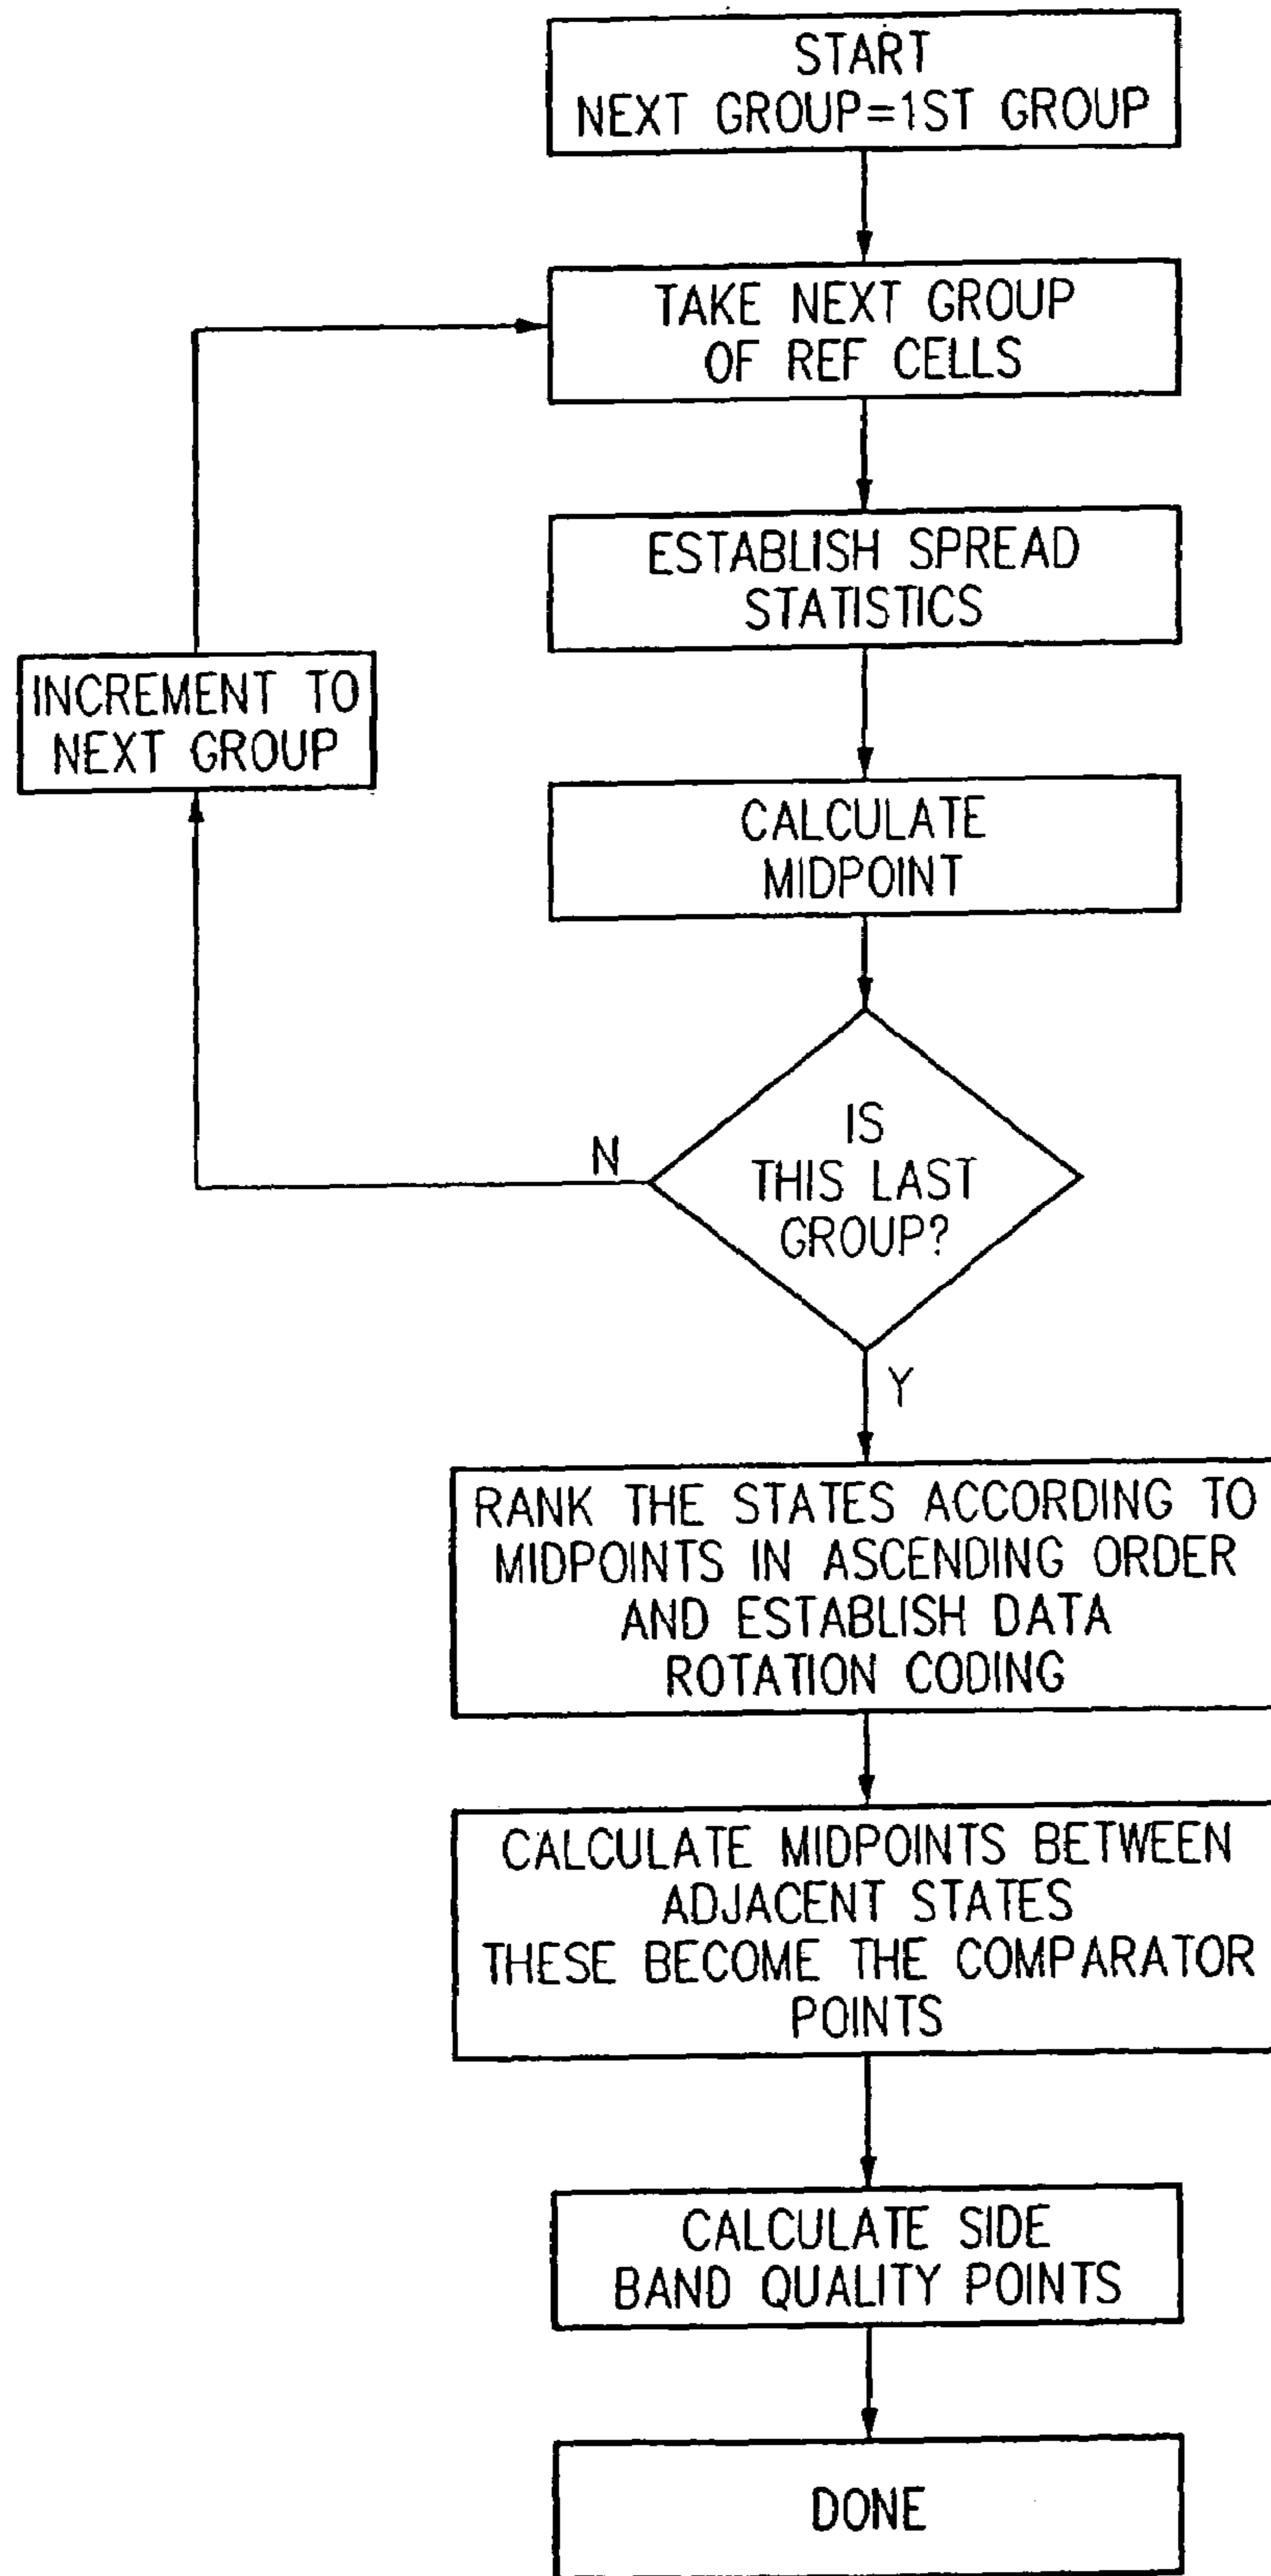 START
NEXT GROUP=1ST GROUP
TAKE NEXT GROUP
OF REF CELLS
ESTABLISH SPREAD
STATISTICS
INCREMENT TO
NEXT GROUP
CALCULATE
MIDPOINT
IS
THIS LAST
GROUP?
N
Y
RANK THE STATES ACCORDING TO
MIDPOINTS IN ASCENDING ORDER
AND ESTABLISH DATA
ROTATION CODING
CALCULATE MIDPOINTS BETWEEN
ADJACENT STATES
THESE BECOME THE COMPARATOR
POINTS
CALCULATE SIDE
BAND QUALITY POINTS
DONE